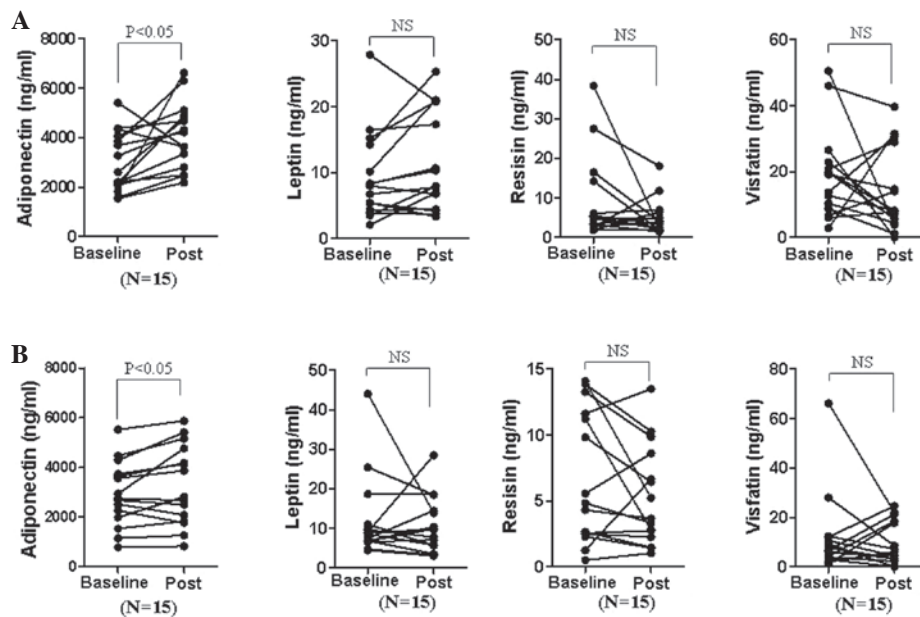 A
P<0.05
Adiponectin (ng/ml)
8000
6000
4000
2000
0
Baseline Post
(N=15)
NS
Leptin (ng/ml)
30
20
10
0
Baseline Post
(N=15)
NS
Resisin (ng/ml)
50
40
30
20
10
0
Baseline Post
(N=15)
NS
Visfatin (ng/ml)
60
40
20
0
Baseline Post
(N=15)
B
P<0.05
Adiponectin (ng/ml)
8000
6000
4000
2000
0
Baseline Post
(N=15)
NS
Leptin (ng/ml)
50
40
30
20
10
0
Baseline Post
(N=15)
NS
Resisin (ng/ml)
15
10
5
0
Baseline Post
(N=15)
NS
Visfatin (ng/ml)
80
60
40
20
0
Baseline Post
(N=15)